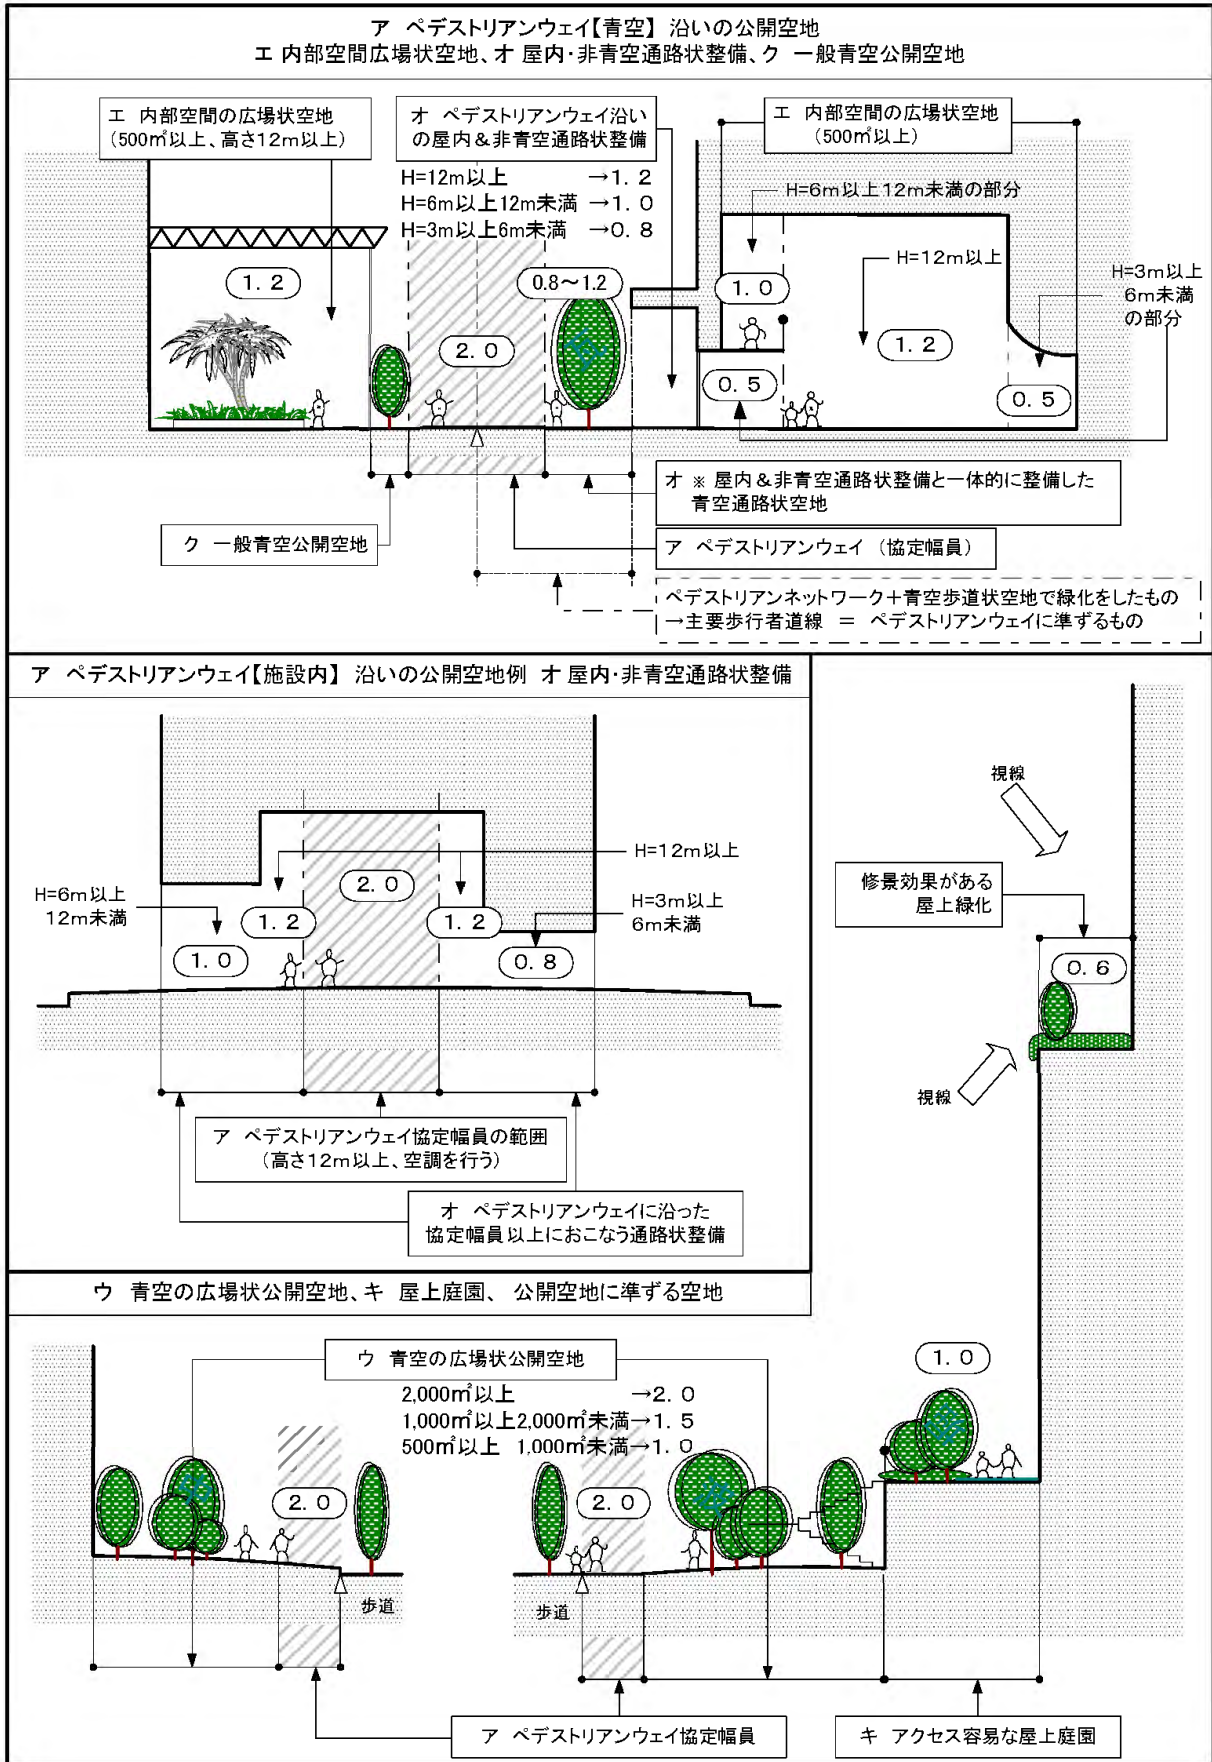 ア ペデストリアンウェイ【青空】 沿いの公開空地
エ 内部空間広場状空地、オ 屋内・非青空通路状整備、ク 一般青空公開空地
エ 内部空間の広場状空地
(500㎡以上、高さ12m以上)
オ ペデストリアンウェイ沿い
の屋内＆非青空通路状整備
H=12m以上 →1.2
H=6m以上12m未満 →1.0
H=3m以上6m未満 →0.8
エ 内部空間の広場状空地
(500㎡以上)
H=6m以上12m未満の部分
H=12m以上
H=3m以上
6m未満
の部分
1.2
2.0
0.8～1.2
1.0
0.5
1.2
0.5
ク 一般青空公開空地
オ ※ 屋内＆非青空通路状整備と一体的に整備した
青空通路状空地
ア ペデストリアンウェイ (協定幅員)
ペデストリアンネットワーク＋青空歩道状空地で緑化をしたもの
→主要歩行者道線 ＝ ペデストリアンウェイに準ずるもの
ア ペデストリアンウェイ【施設内】 沿いの公開空地例 オ 屋内・非青空通路状整備
H=6m以上
12m未満
H=12m以上
H=3m以上
6m未満
1.0
1.2
2.0
1.2
0.8
ア ペデストリアンウェイ協定幅員の範囲
(高さ12m以上、空調を行う)
オ ペデストリアンウェイに沿った
協定幅員以上におこなう通路状整備
視線
修景効果がある
屋上緑化
0.6
視線
ウ 青空の広場状公開空地、キ 屋上庭園、 公開空地に準ずる空地
ウ 青空の広場状公開空地
2,000㎡以上 →2.0
1,000㎡以上2,000㎡未満→1.5
500㎡以上 1,000㎡未満→1.0
1.0
2.0
2.0
歩道
歩道
ア ペデストリアンウェイ協定幅員
キ アクセス容易な屋上庭園